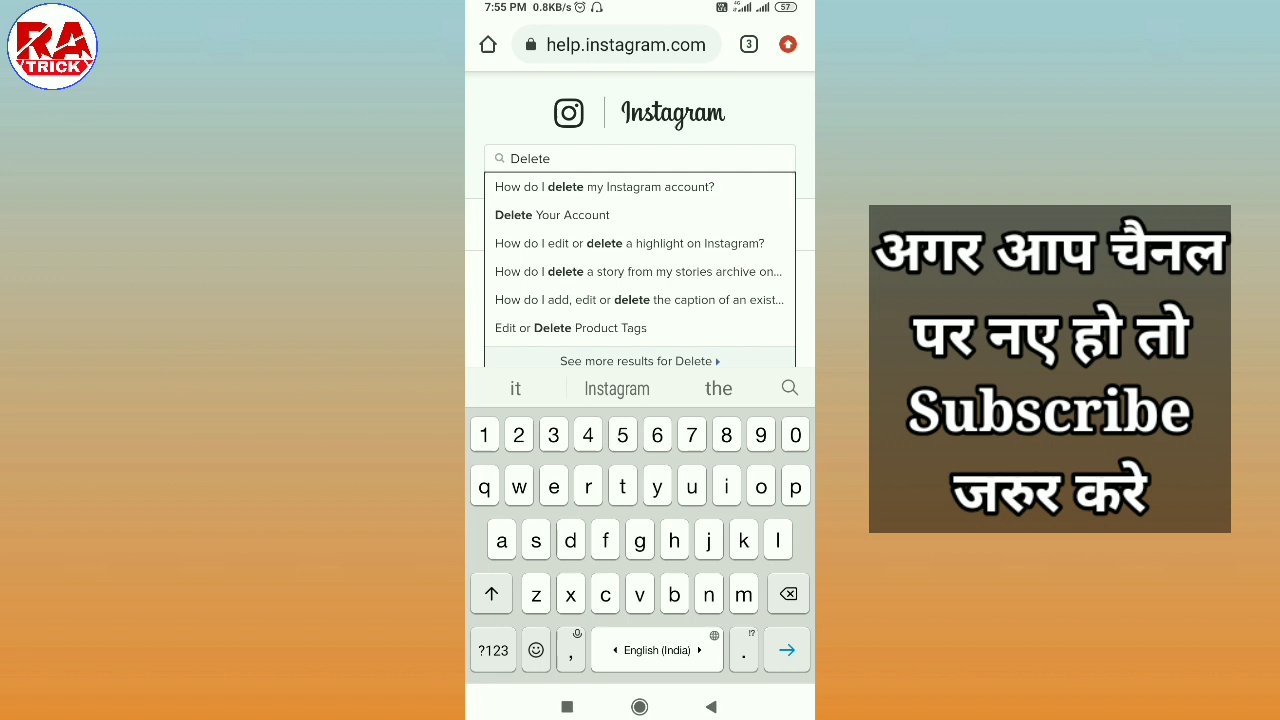 RA
TRICK
7:55 PM 0.8KB/s 4G 57
help.instagram.com 3
Instagram
Delete
How do I delete my Instagram account?
Delete Your Account
How do I edit or delete a highlight on Instagram?
How do I delete a story from my stories archive on...
How do I add, edit or delete the caption of an exist...
Edit or Delete Product Tags
See more results for Delete
it Instagram the
1 2 3 4 5 6 7 8 9 0
q w e r t y u i o p
a s d f g h j k l
z x c v b n m
?123 , English (India) . !?
अगर आप चैनल
पर नए हो तो
Subscribe
जरुर करे